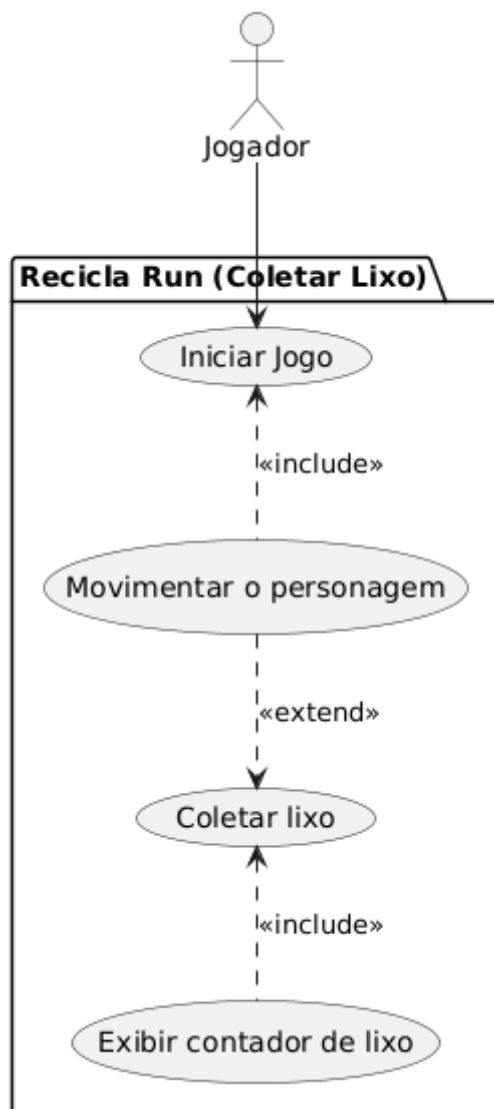 Jogador
Recicla Run (Coletar Lixo)
Iniciar Jogo
«include»
Movimentar o personagem
«extend»
Coletar lixo
«include»
Exibir contador de lixo